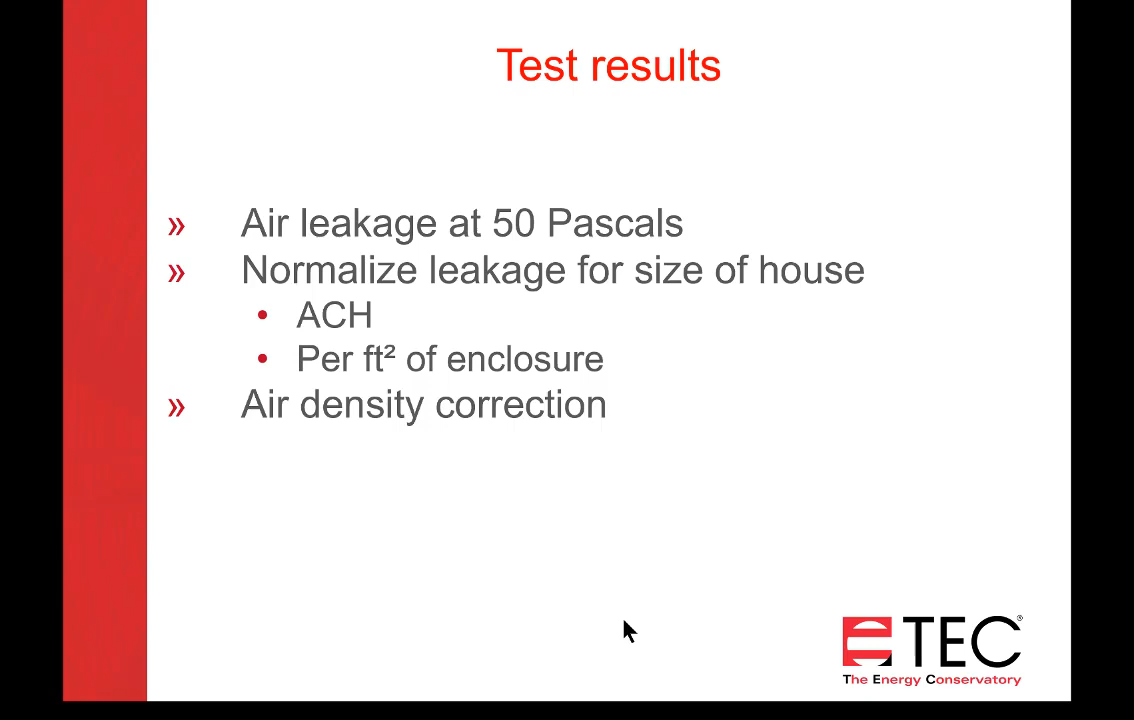 Test results
» Air leakage at 50 Pascals
» Normalize leakage for size of house
• ACH
• Per ft² of enclosure
» Air density correction
TEC®
The Energy Conservatory